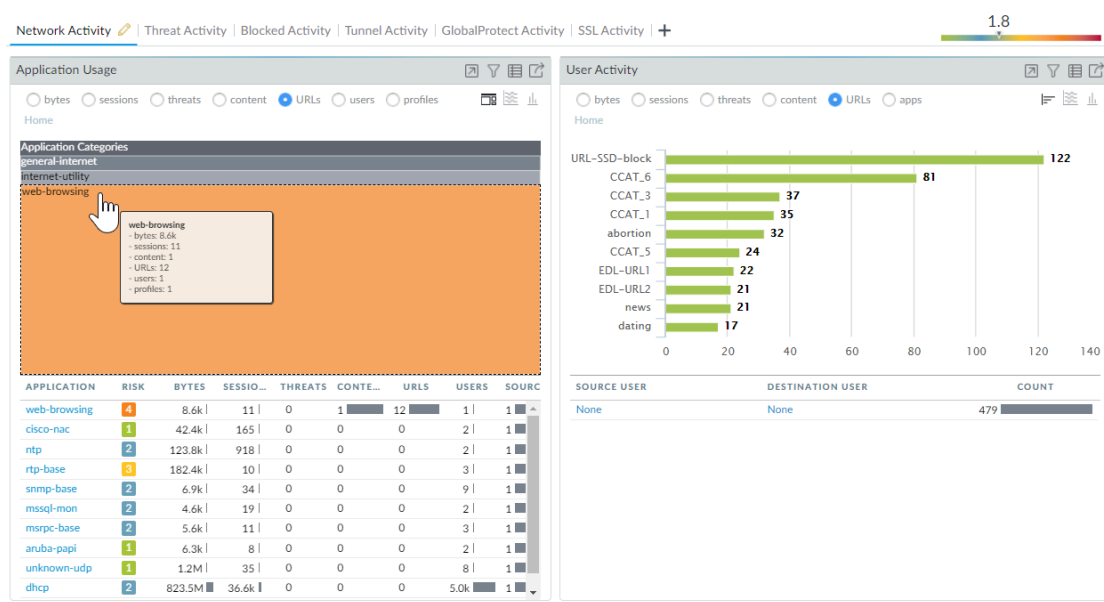 Network Activity | Threat Activity | Blocked Activity | Tunnel Activity | GlobalProtect Activity | SSL Activity | +
1.8
Application Usage
bytes sessions threats content URLs users profiles
Home
Application Categories
general-internet
internet-utility
web-browsing
web-browsing
- bytes: 8.6k
- sessions: 11
- content: 1
- URLs: 12
- users: 1
- profiles: 1
APPLICATION RISK BYTES SESSIO... THREATS CONTE... URLS USERS SOURC
web-browsing 4 8.6k 11 0 1 12 1 1
cisco-nac 1 42.4k 165 0 0 0 2 1
ntp 2 123.8k 918 0 0 0 2 1
rtp-base 3 182.4k 10 0 0 0 3 1
snmp-base 2 6.9k 34 0 0 0 9 1
mssql-mon 2 4.6k 19 0 0 0 2 1
msrpc-base 2 5.6k 11 0 0 0 3 1
aruba-papi 1 6.3k 8 0 0 0 2 1
unknown-udp 1 1.2M 35 0 0 0 8 1
dhcp 2 823.5M 36.6k 0 0 0 5.0k 1
User Activity
bytes sessions threats content URLs apps
Home
URL-SSD-block 122
CCAT_6 81
CCAT_3 37
CCAT_1 35
abortion 32
CCAT_5 24
EDL-URL1 22
EDL-URL2 21
news 21
dating 17
0 20 40 60 80 100 120 140
SOURCE USER DESTINATION USER COUNT
None None 479